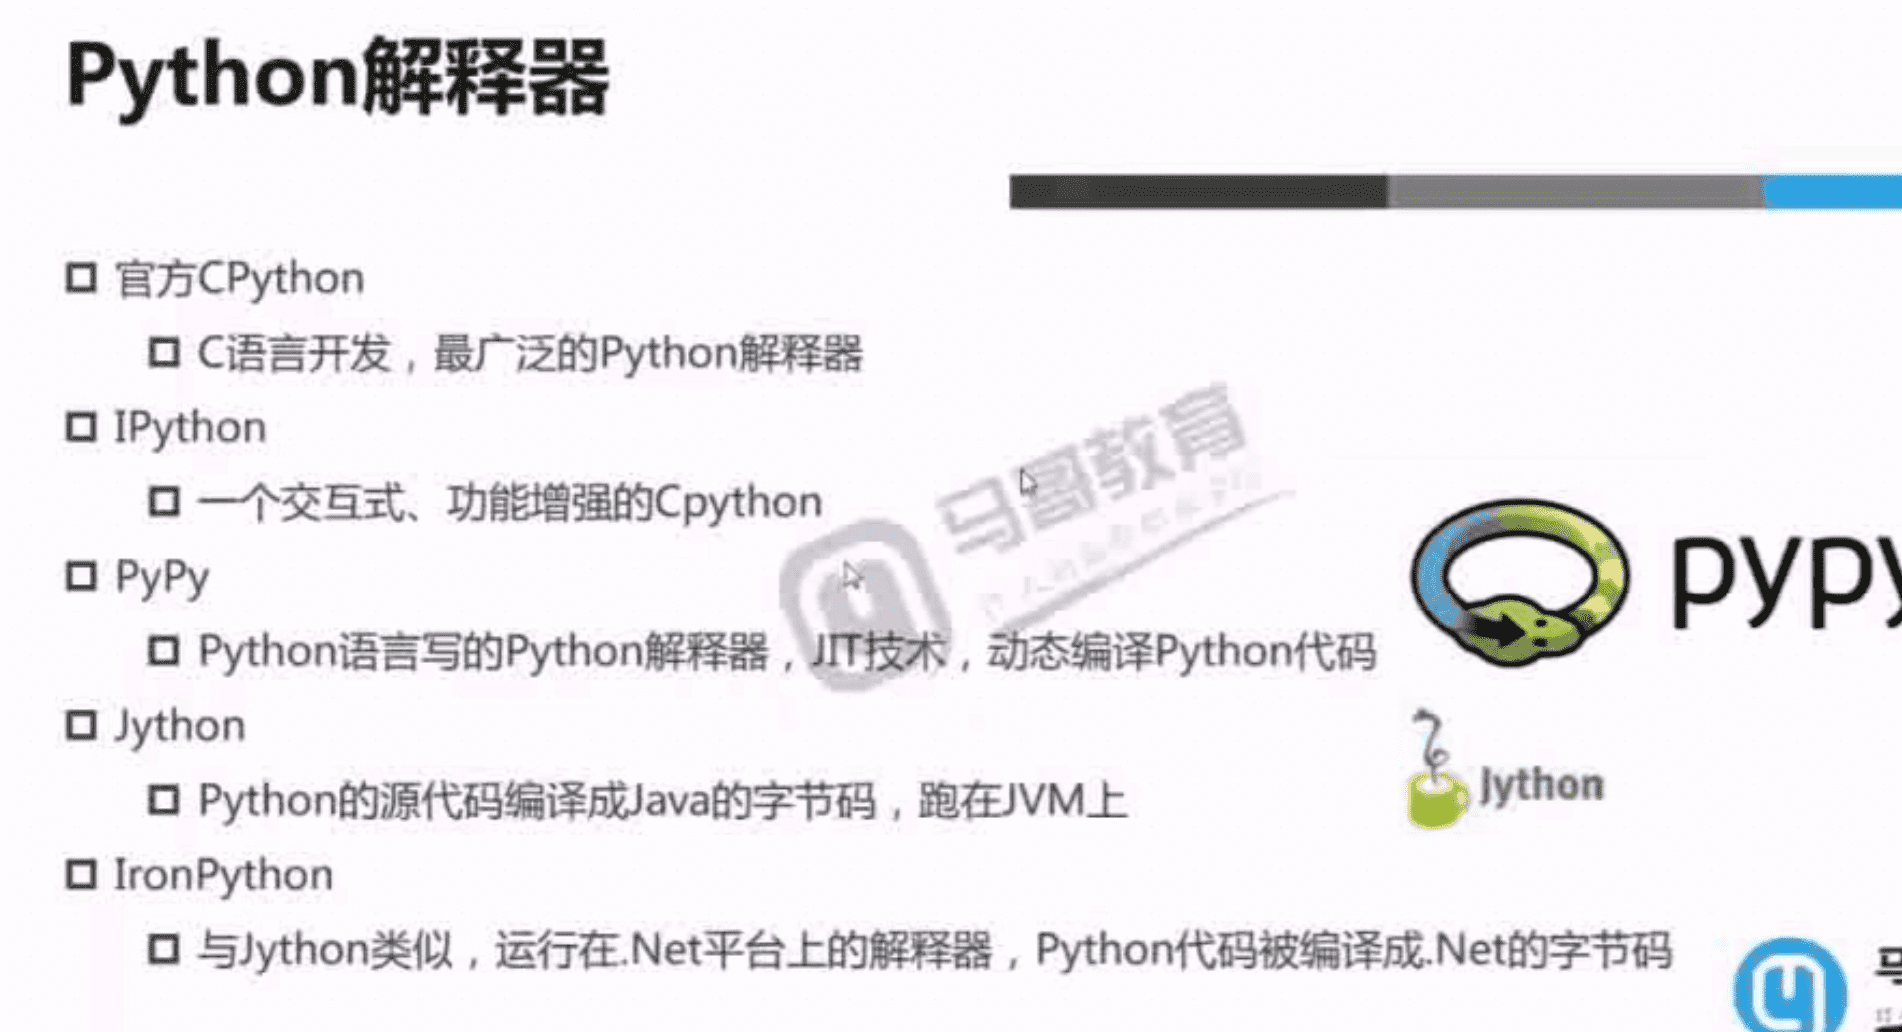 Python解释器
官方CPython
C语言开发，最广泛的Python解释器
IPython
一个交互式、功能增强的Cpython
马哥教育
PyPy
pypy
Python语言写的Python解释器，JIT技术，动态编译Python代码
Jython
Jython
Python的源代码编译成Java的字节码，跑在JVM上
IronPython
与Jython类似，运行在.Net平台上的解释器，Python代码被编译成.Net的字节码